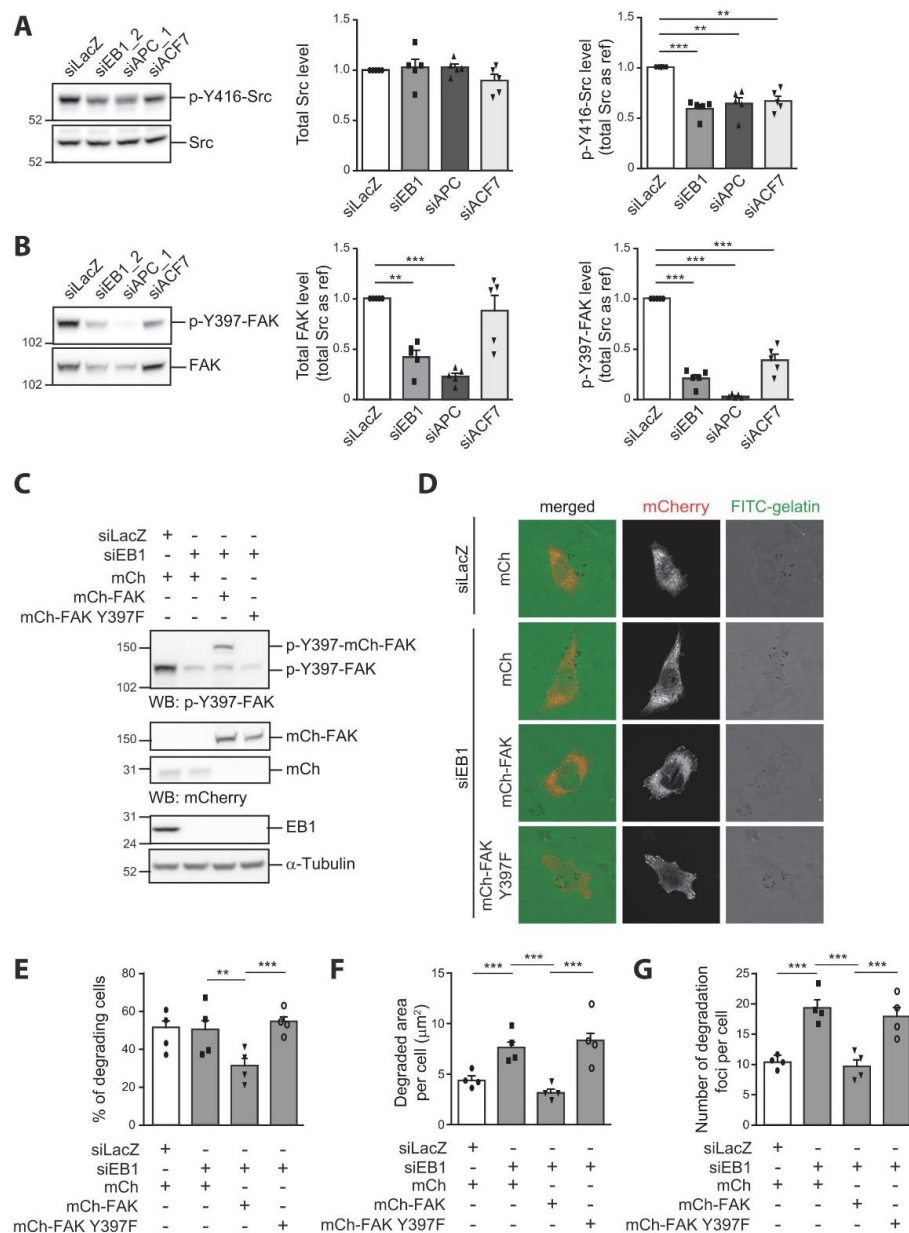 A
siLacZ
siEB1_2
siAPC_1
siACF7
p-Y416-Src
52
Src
52
Total Src level
1.5
1.0
0.5
0
siLacZ
siEB1
siAPC
siACF7
p-Y416-Src level
(total Src as ref)
**
**
***
1.5
1.0
0.5
0
siLacZ
siEB1
siAPC
siACF7
B
siLacZ
siEB1_2
siAPC_1
siACF7
p-Y397-FAK
102
FAK
102
Total FAK level
(total Src as ref)
***
**
1.5
1.0
0.5
0
siLacZ
siEB1
siAPC
siACF7
p-Y397-FAK
(total Src as ref)
***
***
***
1.5
1.0
0.5
0
siLacZ
siEB1
siAPC
siACF7
C
siLacZ + - - -
siEB1 - + + +
mCh + + - -
mCh-FAK - - + -
mCh-FAK Y397F - - - +
150
p-Y397-mCh-FAK
p-Y397-FAK
102
WB: p-Y397-FAK
150
mCh-FAK
31
mCh
WB: mCherry
31
EB1
24
α-Tubulin
52
D
merged mCherry FITC-gelatin
siLacZ
mCh
siEB1
mCh
mCh-FAK
mCh-FAK
Y397F
E
% of degrading cells
** ***
80
60
40
20
0
siLacZ + - - -
siEB1 - + + +
mCh + + - -
mCh-FAK - - + -
mCh-FAK Y397F - - - +
F
Degraded area
per cell (μm²)
***
*** ***
15
10
5
0
siLacZ + - - -
siEB1 - + + +
mCh + + - -
mCh-FAK - - + -
mCh-FAK Y397F - - - +
G
Number of degradation
foci per cell
***
*** ***
25
20
15
10
5
0
siLacZ + - - -
siEB1 - + + +
mCh + + - -
mCh-FAK - - + -
mCh-FAK Y397F - - - +